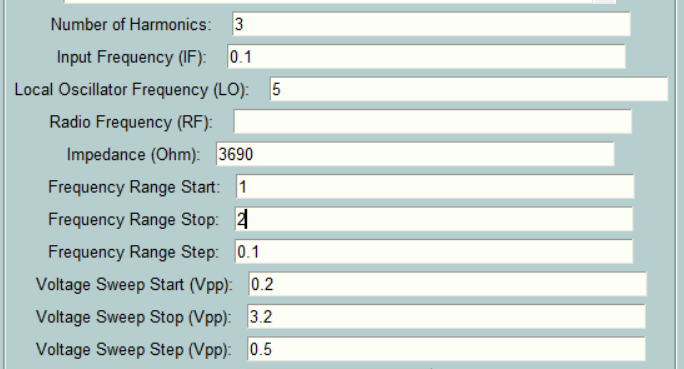 Number of Harmonics: 3
Input Frequency (IF): 0.1
Local Oscillator Frequency (LO): 5
Radio Frequency (RF):
Impedance (Ohm): 3690
Frequency Range Start: 1
Frequency Range Stop: 2
Frequency Range Step: 0.1
Voltage Sweep Start (Vpp): 0.2
Voltage Sweep Stop (Vpp): 3.2
Voltage Sweep Step (Vpp): 0.5